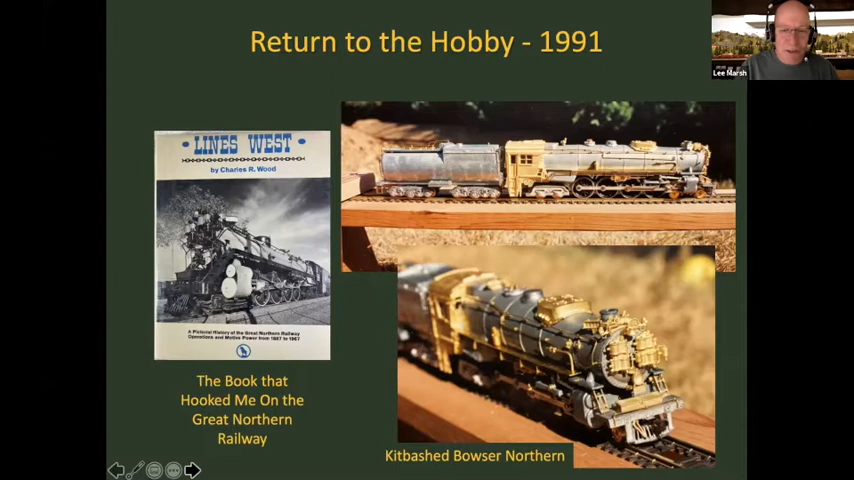 Return to the Hobby - 1991
Lee Marsh
LINES WEST
by Charles R. Wood
A Pictorial History of the Great Northern Railway
Operations and Motive Power from 1887 to 1967
The Book that
Hooked Me On the
Great Northern
Railway
Kitbashed Bowser Northern